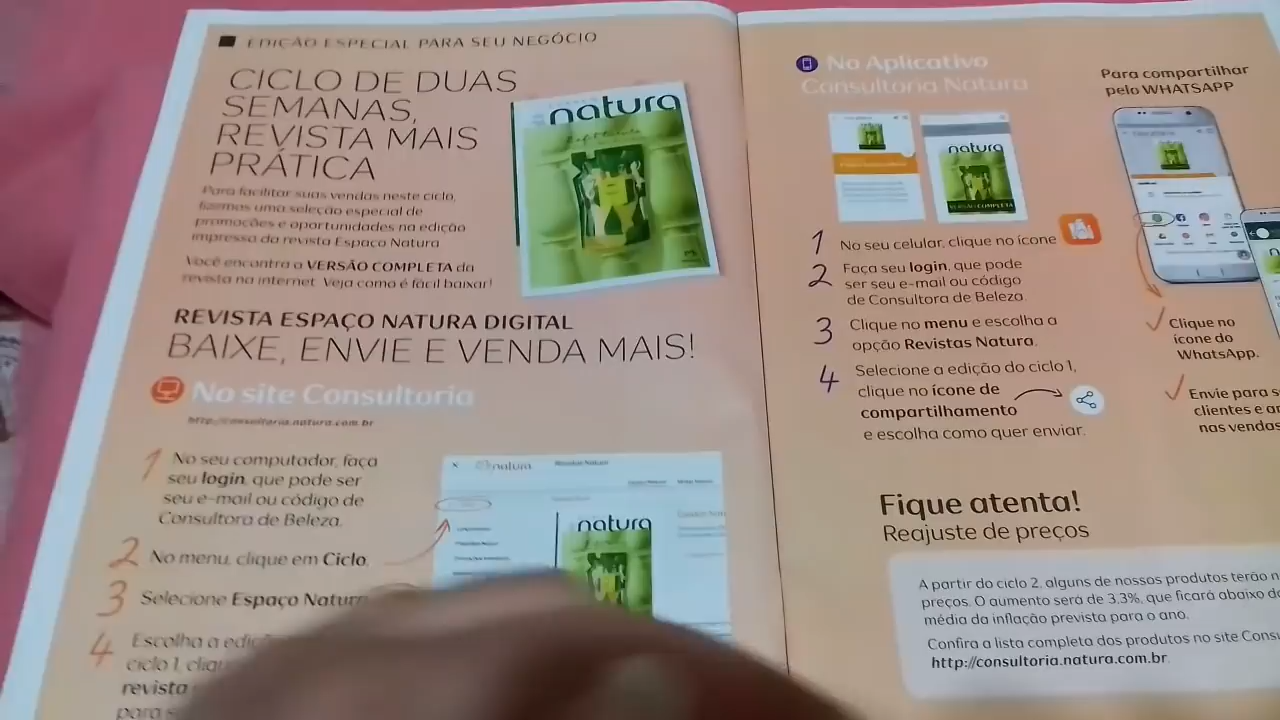 EDIÇÃO ESPECIAL PARA SEU NEGÓCIO
CICLO DE DUAS
SEMANAS,
REVISTA MAIS
PRÁTICA
Para facilitar suas vendas neste ciclo,
fizemos uma seleção especial de
promoções e oportunidades na edição
impressa da revista Espaço Natura
Você encontra a VERSÃO COMPLETA da
revista na internet. Veja como é fácil baixar!
natura
REVISTA ESPAÇO NATURA DIGITAL
BAIXE, ENVIE E VENDA MAIS!
No site Consultoria
http://consultoria.natura.com.br
1 No seu computador, faça
seu login, que pode ser
seu e-mail ou código de
Consultora de Beleza.
2 No menu, clique em Ciclo.
3 Selecione Espaço Natura
4 Escolha a edição
ciclo 1, clique
revista
para
natura
natura
No Aplicativo
Consultoria Natura
natura
VERSÃO COMPLETA
1 No seu celular, clique no ícone
2 Faça seu login, que pode
ser seu e-mail ou código
de Consultora de Beleza.
3 Clique no menu e escolha a
opção Revistas Natura.
4 Selecione a edição do ciclo 1,
clique no ícone de
compartilhamento
e escolha como quer enviar.
Para compartilhar
pelo WHATSAPP
Clique no
ícone do
WhatsApp.
Envie para s
clientes e a
nas vendas
Fique atenta!
Reajuste de preços
A partir do ciclo 2, alguns de nossos produtos terão n
preços. O aumento será de 3,3%, que ficará abaixo d
média da inflação prevista para o ano.
Confira a lista completa dos produtos no site Consu
http://consultoria.natura.com.br.